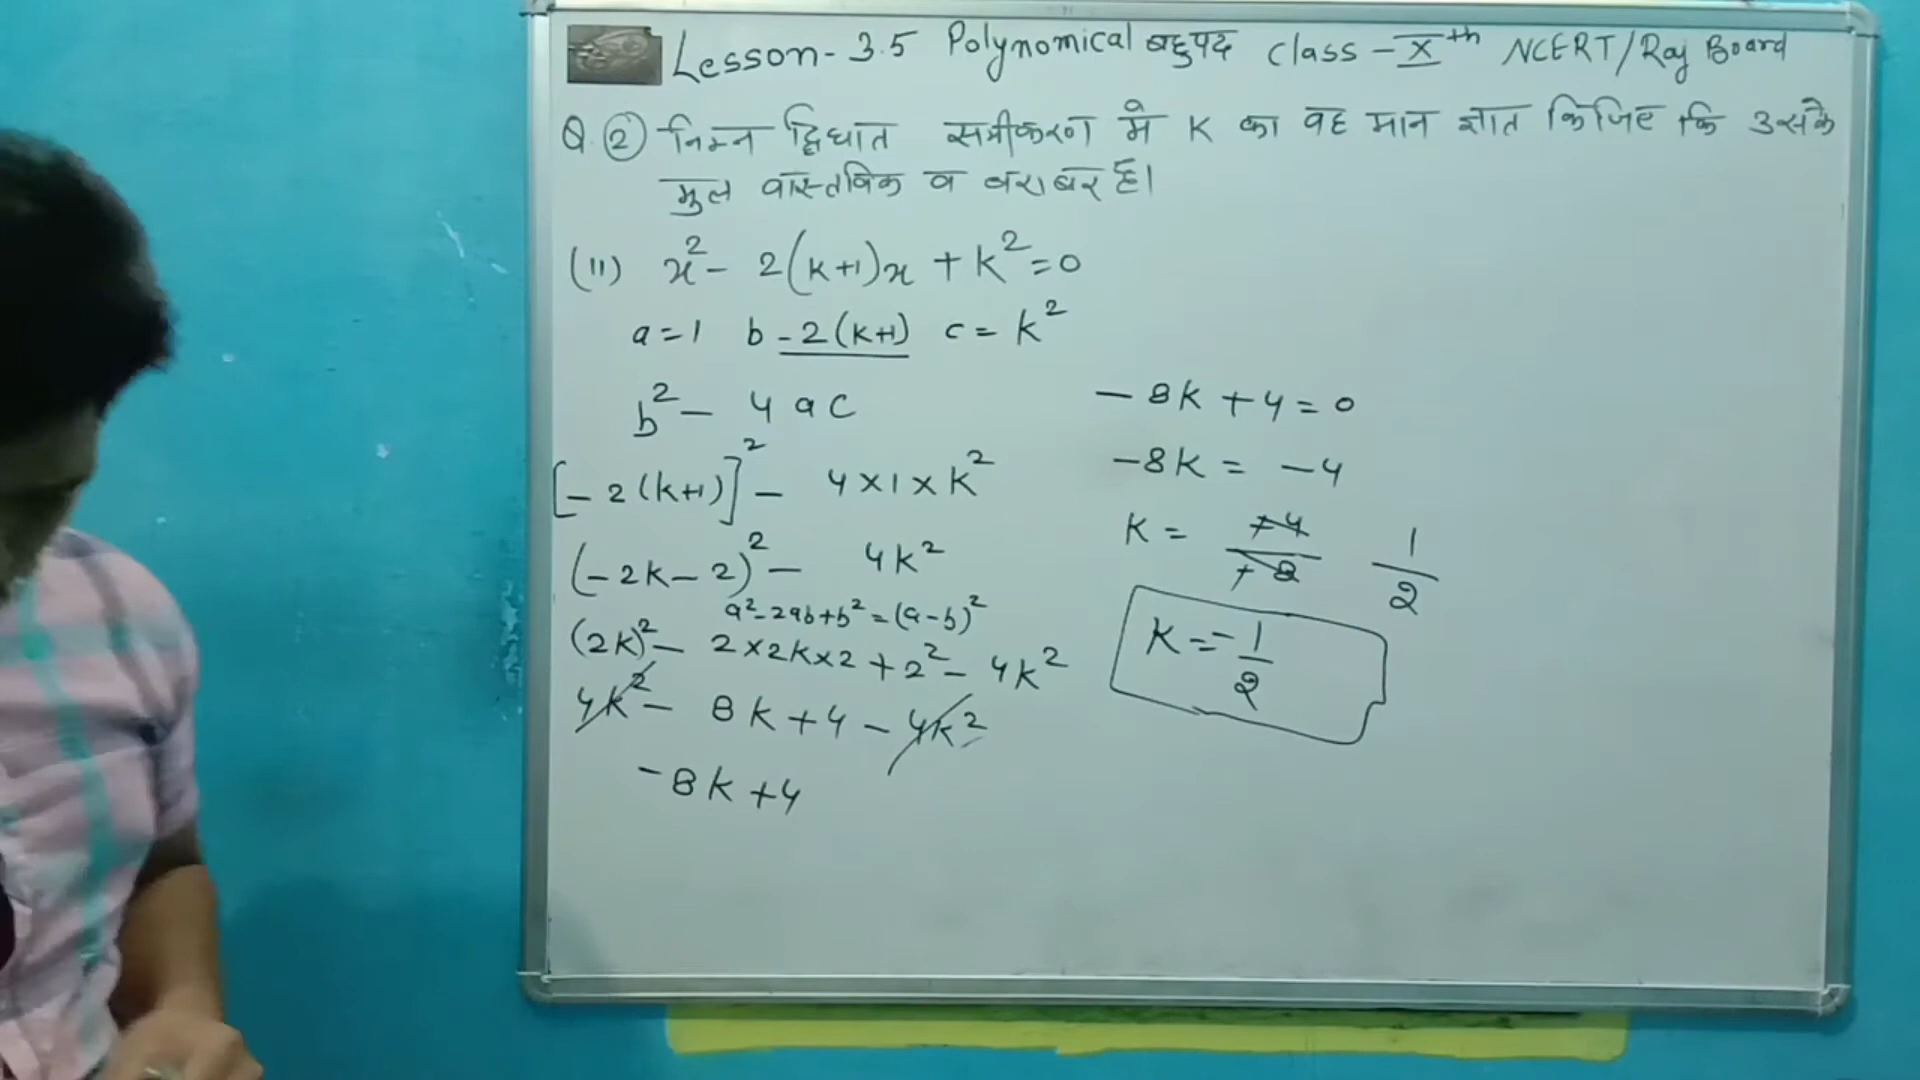 Lesson-3.5 Polynomical बहुपद class - Xth NCERT/Raj Board
Q.② निम्न द्विघात समीकरण मे K का वह मान ज्ञात किजिए कि उसके
मुल वास्तविक व बराबर है।
(11) x² - 2(k+1)x + k² = 0
a = 1 b - 2(k+1) c = k²
b² - 4ac
[-2(k+1)]² - 4×1×k²
(-2k-2)² - 4k²
a²-2ab+b² = (a-b)²
(2k)² - 2×2k×2 + 2² - 4k²
4k² - 8k + 4 - 4k²
-8k + 4
-8k + 4 = 0
-8k = -4
K = -4/-8 1/2
K = -1/2